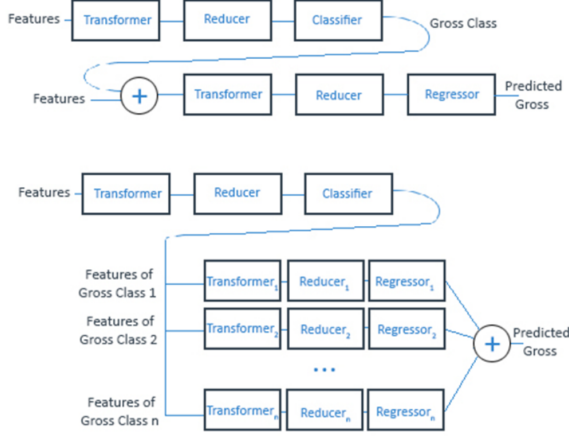 Features Transformer Reducer Classifier Gross Class
Features + Transformer Reducer Regressor Predicted
Gross
Features Transformer Reducer Classifier
Features of
Gross Class 1
Transformer₁ Reducer₁ Regressor₁
Features of
Gross Class 2
Transformer₂ Reducer₂ Regressor₂
+ Predicted
Gross
...
Features of
Gross Class n
Transformerₙ Reducerₙ Regressorₙ